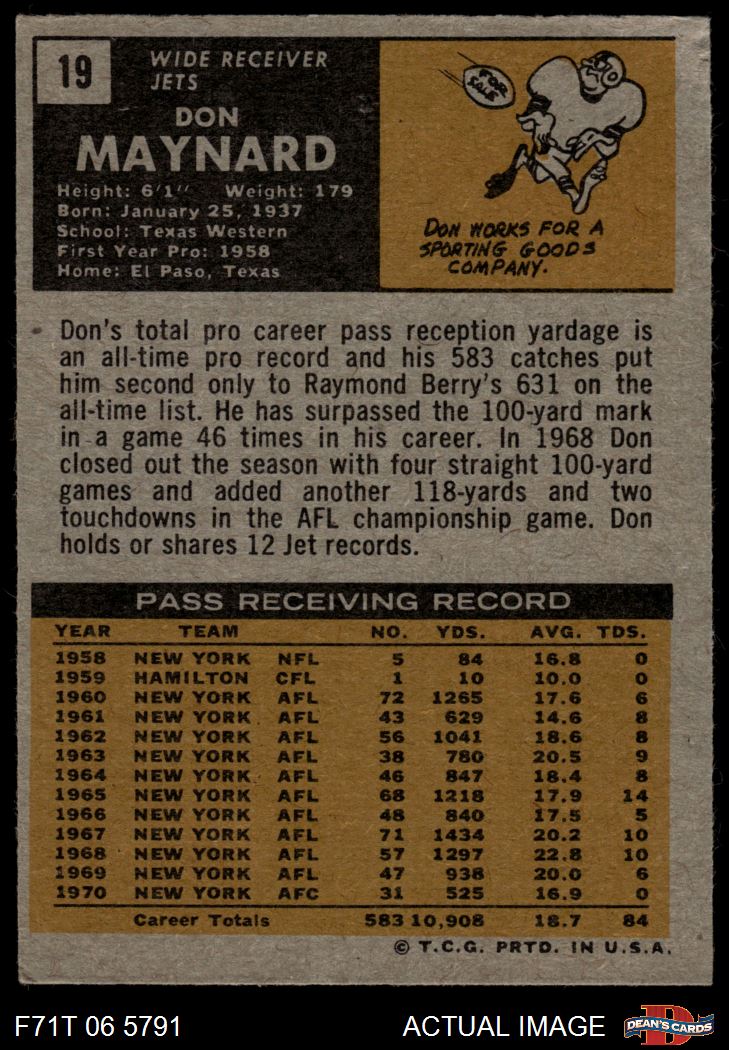 19
WIDE RECEIVER
JETS
DON
MAYNARD
Height: 6'1" Weight: 179
Born: January 25, 1937
School: Texas Western
First Year Pro: 1958
Home: El Paso, Texas
FOR
SALE
DON WORKS FOR A
SPORTING GOODS
COMPANY.
Don's total pro career pass reception yardage is
an all-time pro record and his 583 catches put
him second only to Raymond Berry's 631 on the
all-time list. He has surpassed the 100-yard mark
in a game 46 times in his career. In 1968 Don
closed out the season with four straight 100-yard
games and added another 118-yards and two
touchdowns in the AFL championship game. Don
holds or shares 12 Jet records.
PASS RECEIVING RECORD
YEAR TEAM NO. YDS. AVG. TDS.
1958 NEW YORK NFL 5 84 16.8 0
1959 HAMILTON CFL 1 10 10.0 0
1960 NEW YORK AFL 72 1265 17.6 6
1961 NEW YORK AFL 43 629 14.6 8
1962 NEW YORK AFL 56 1041 18.6 8
1963 NEW YORK AFL 38 780 20.5 9
1964 NEW YORK AFL 46 847 18.4 8
1965 NEW YORK AFL 68 1218 17.9 14
1966 NEW YORK AFL 48 840 17.5 5
1967 NEW YORK AFL 71 1434 20.2 10
1968 NEW YORK AFL 57 1297 22.8 10
1969 NEW YORK AFL 47 938 20.0 6
1970 NEW YORK AFC 31 525 16.9 0
Career Totals 583 10,908 18.7 84
© T.C.G. PRTD. IN U.S.A.
F71T 06 5791 ACTUAL IMAGE
D
DEAN'S CARDS